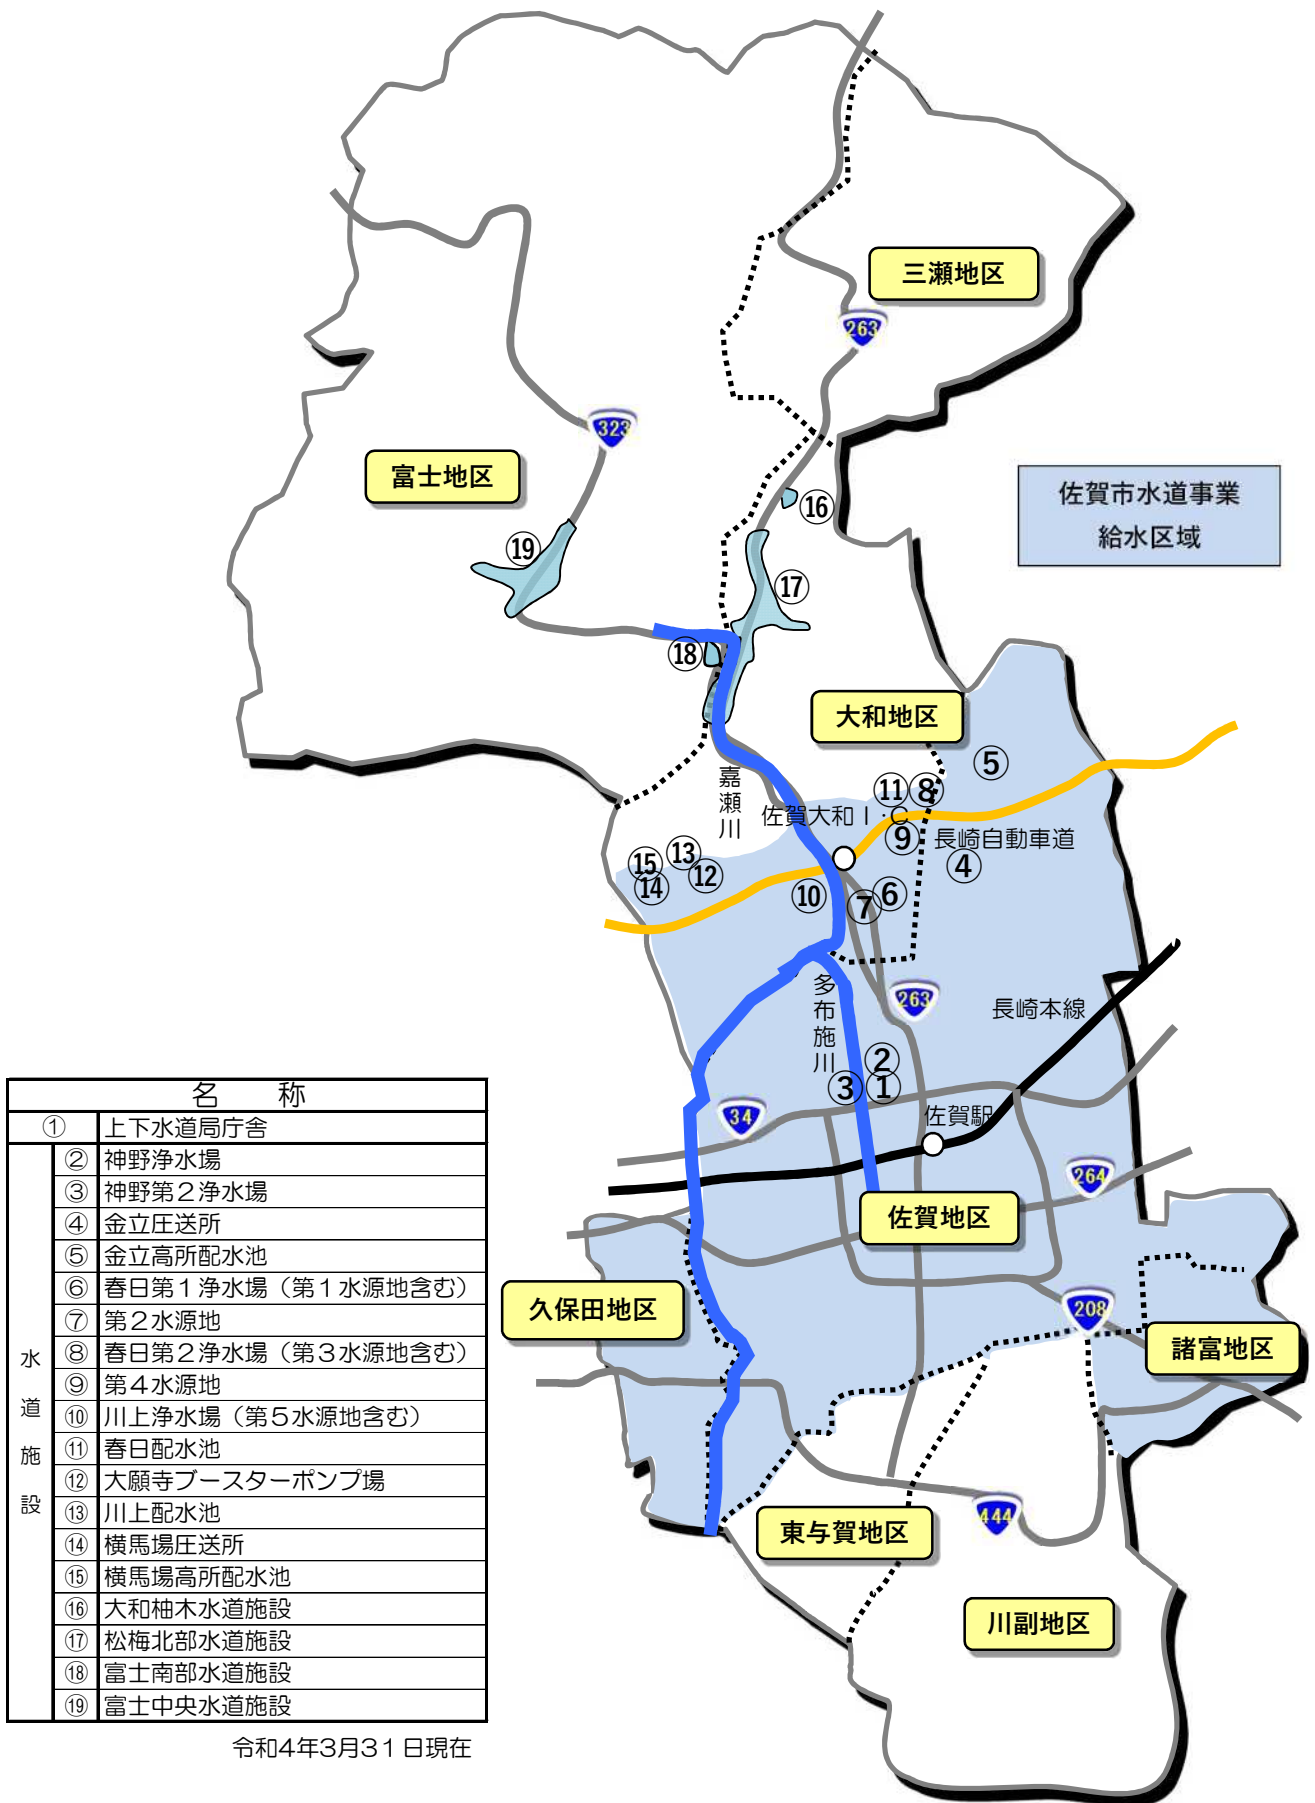 三瀬地区
263
323
富士地区
佐賀市水道事業
給水区域
⑯
⑲
⑰
⑱
大和地区
⑤
嘉瀬川
⑪
⑧
佐賀大和Ⅰ・C
⑨
長崎自動車道
⑬
⑮
⑫
④
⑭
⑩
⑦
⑥
多布施川
263
長崎本線
②
③
①
34
佐賀駅
264
佐賀地区
久保田地区
208
諸富地区
444
東与賀地区
川副地区
名 称
① 上下水道局庁舎
水道施設
② 神野浄水場
③ 神野第2浄水場
④ 金立圧送所
⑤ 金立高所配水池
⑥ 春日第1浄水場（第1水源地含む）
⑦ 第2水源地
⑧ 春日第2浄水場（第3水源地含む）
⑨ 第4水源地
⑩ 川上浄水場（第5水源地含む）
⑪ 春日配水池
⑫ 大願寺ブースターポンプ場
⑬ 川上配水池
⑭ 横馬場圧送所
⑮ 横馬場高所配水池
⑯ 大和柚木水道施設
⑰ 松梅北部水道施設
⑱ 富士南部水道施設
⑲ 富士中央水道施設
令和4年3月31日現在